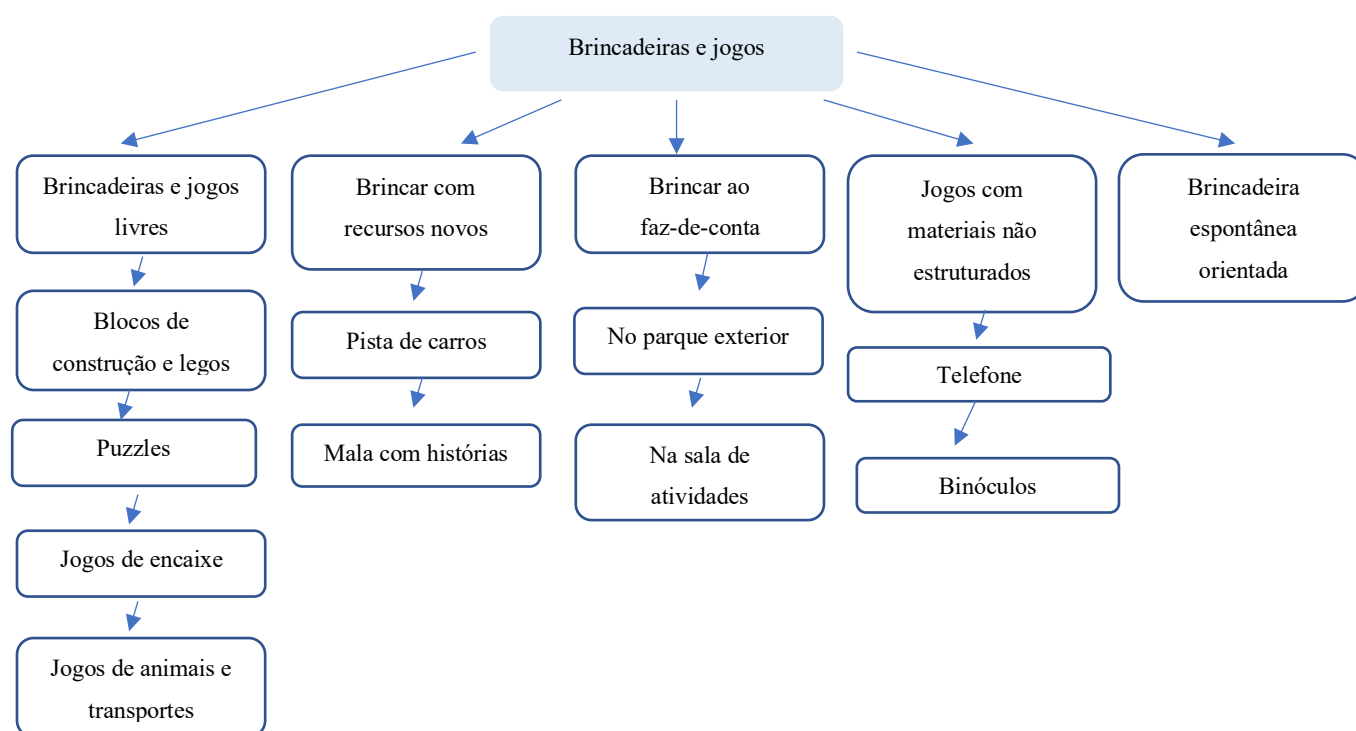 Brincadeiras e jogos
Brincadeiras e jogos
livres
Blocos de
construção e legos
Puzzles
Jogos de encaixe
Jogos de animais e
transportes
Brincar com
recursos novos
Pista de carros
Mala com histórias
Brincar ao
faz-de-conta
No parque exterior
Na sala de
atividades
Jogos com
materiais não
estruturados
Telefone
Binóculos
Brincadeira
espontânea
orientada